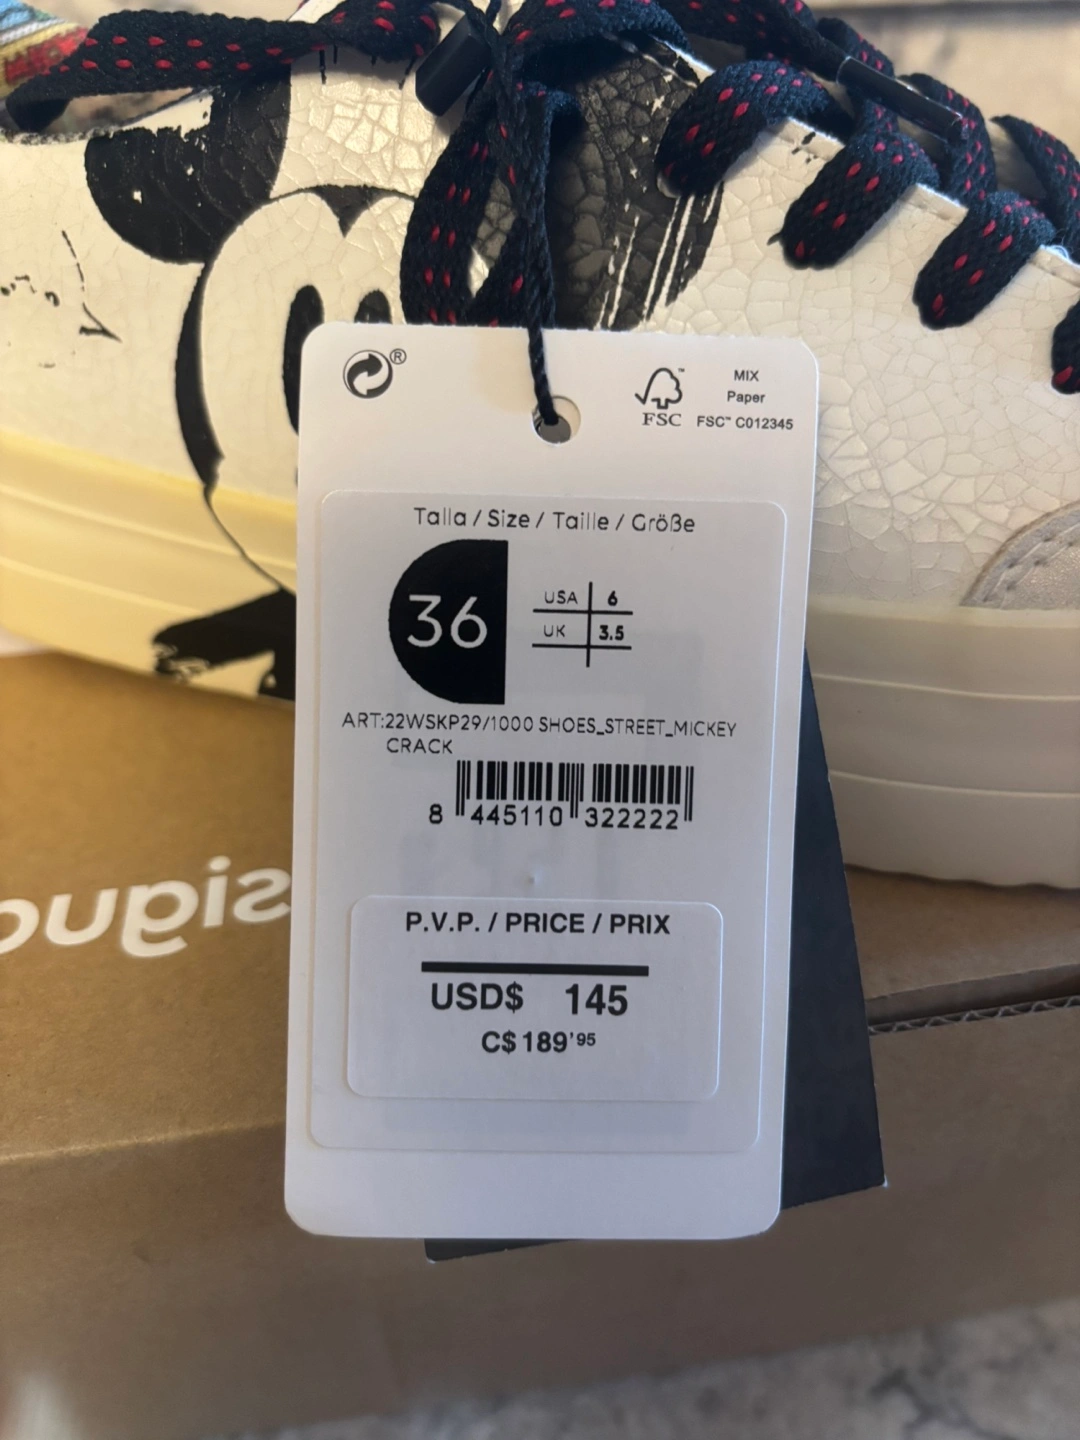 ®
FSC™
MIX
Paper
FSC™ C012345
Talla / Size / Taille / Größe
36
USA 6
UK 3.5
ART:22WSKP29/1000 SHOES_STREET_MICKEY
CRACK
8 445110 322222
P.V.P. / PRICE / PRIX
USD$ 145
C$ 189'95